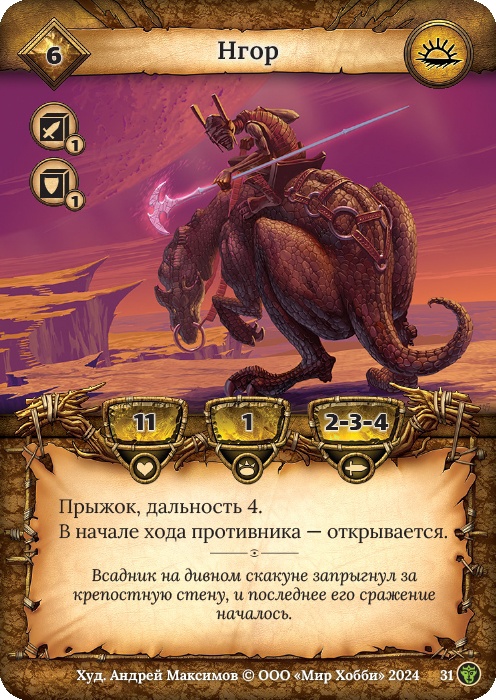 6
Нгор
1
1
11
1
2-3-4
Прыжок, дальность 4.
В начале хода противника — открывается.
Всадник на дивном скакуне запрыгнул за
крепостную стену, и последнее его сражение
началось.
Худ. Андрей Максимов © ООО «Мир Хобби» 2024
31